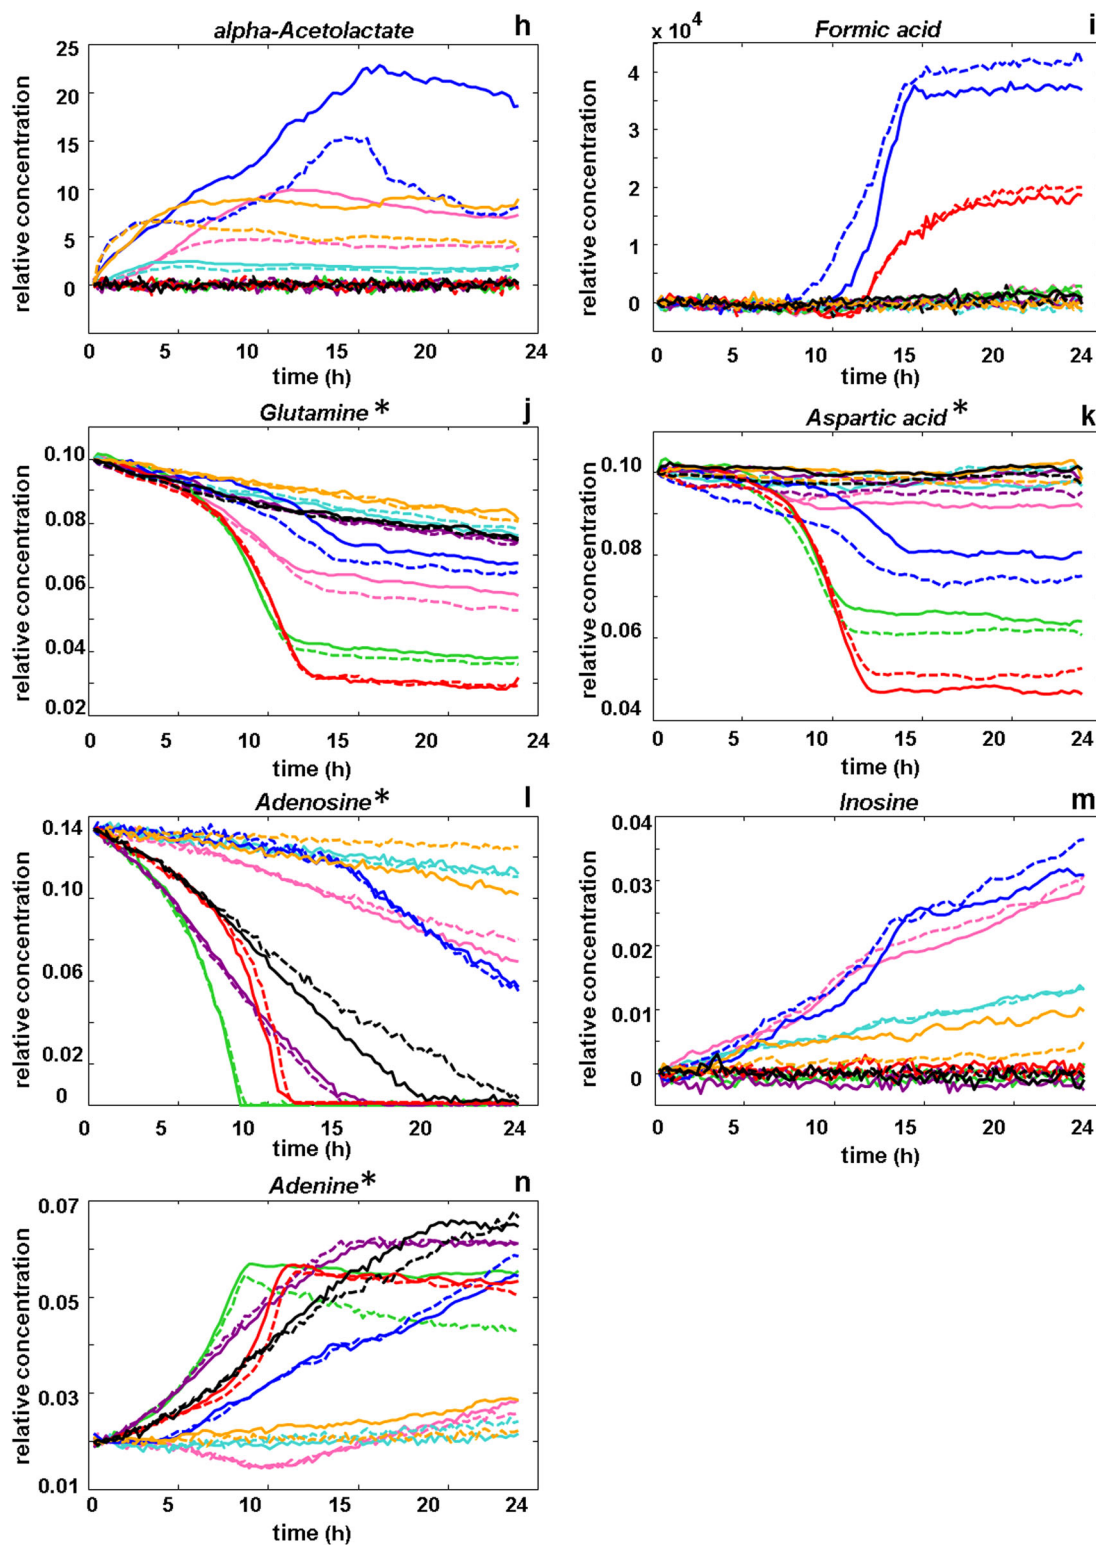 alpha-Acetolactate h
relative concentration
25
20
15
10
5
0
0 5 10 15 20 24
time (h)
Formic acid i
x 10⁴
relative concentration
4
3
2
1
0
0 5 10 15 20 24
time (h)
Glutamine * j
relative concentration
0.10
0.08
0.06
0.04
0.02
0 5 10 15 20 24
time (h)
Aspartic acid * k
relative concentration
0.10
0.08
0.06
0.04
0 5 10 15 20 24
time (h)
Adenosine * l
relative concentration
0.14
0.10
0.06
0.02
0
0 5 10 15 20 24
time (h)
Inosine m
relative concentration
0.04
0.03
0.02
0.01
0
0 5 10 15 20 24
time (h)
Adenine * n
relative concentration
0.07
0.05
0.03
0.01
0 5 10 15 20 24
time (h)